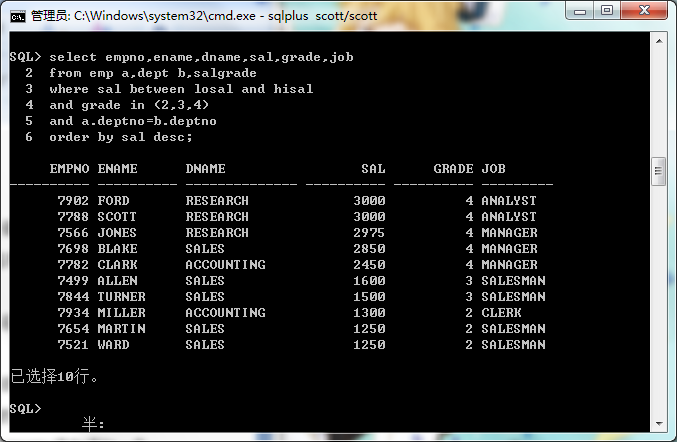 管理员: C:\Windows\system32\cmd.exe - sqlplus  scott/scott
SQL> select empno,ename,dname,sal,grade,job
  2  from emp a,dept b,salgrade
  3  where sal between losal and hisal
  4  and grade in (2,3,4)
  5  and a.deptno=b.deptno
  6  order by sal desc;
     EMPNO ENAME      DNAME                 SAL      GRADE JOB
---------- ---------- -------------- ---------- ---------- ---------
      7902 FORD       RESEARCH             3000          4 ANALYST
      7788 SCOTT      RESEARCH             3000          4 ANALYST
      7566 JONES      RESEARCH             2975          4 MANAGER
      7698 BLAKE      SALES                2850          4 MANAGER
      7782 CLARK      ACCOUNTING           2450          4 MANAGER
      7499 ALLEN      SALES                1600          3 SALESMAN
      7844 TURNER     SALES                1500          3 SALESMAN
      7934 MILLER     ACCOUNTING           1300          2 CLERK
      7654 MARTIN     SALES                1250          2 SALESMAN
      7521 WARD       SALES                1250          2 SALESMAN
已选择10行。
SQL>
半: